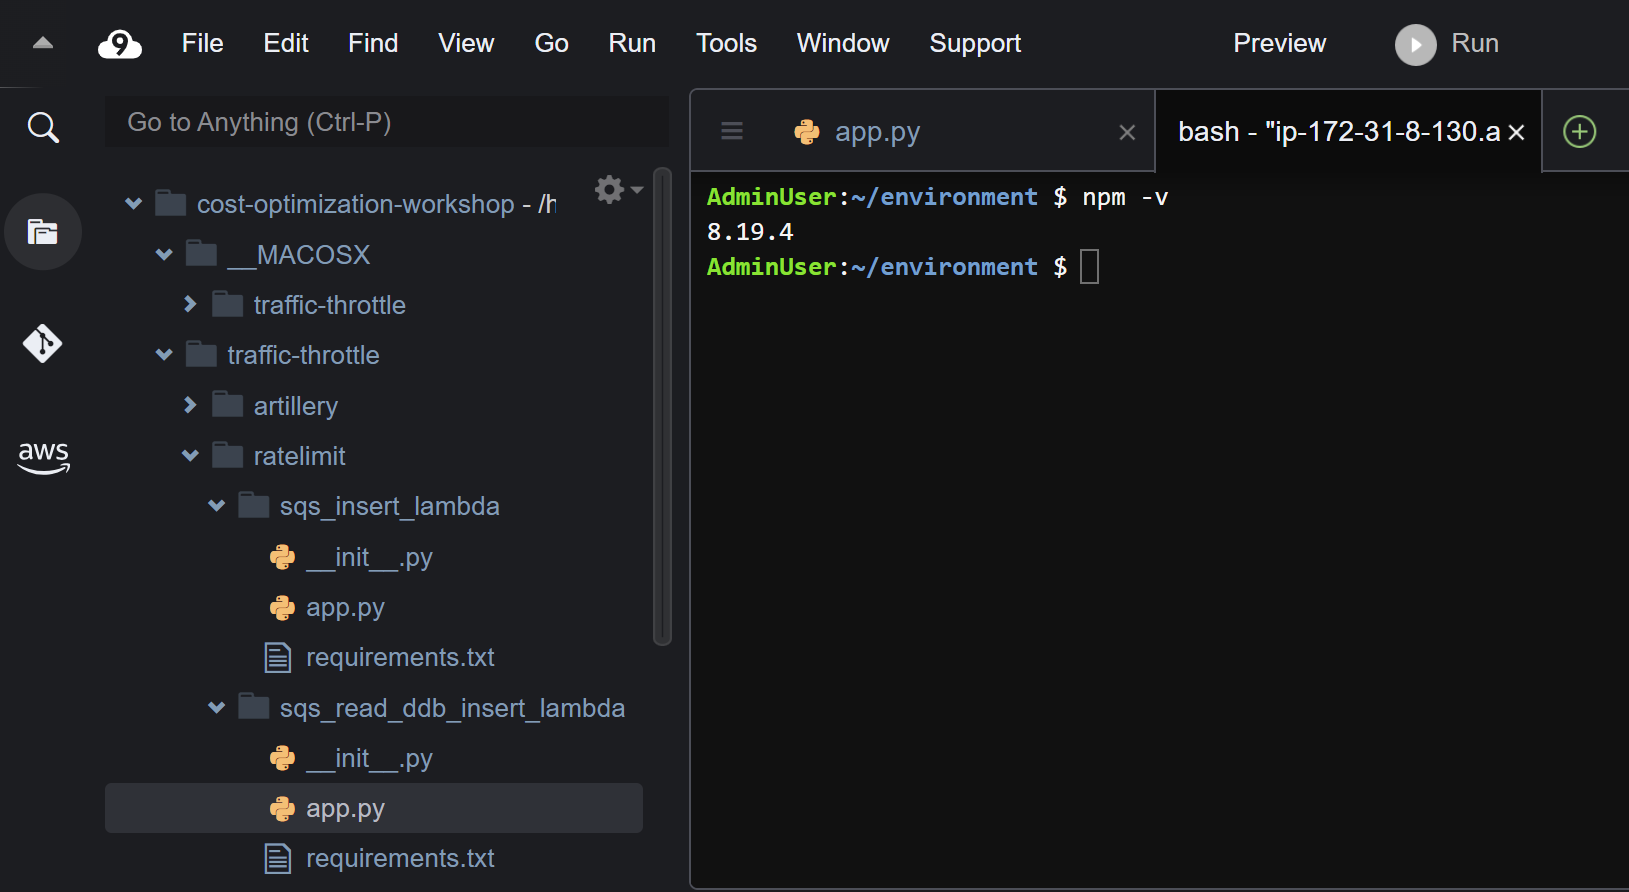 9 File Edit Find View Go Run Tools Window Support Preview Run
Go to Anything (Ctrl-P)
cost-optimization-workshop - /h
__MACOSX
traffic-throttle
traffic-throttle
artillery
ratelimit
sqs_insert_lambda
__init__.py
app.py
requirements.txt
sqs_read_ddb_insert_lambda
__init__.py
app.py
requirements.txt
aws
app.py
bash - "ip-172-31-8-130.a
AdminUser:~/environment $ npm -v
8.19.4
AdminUser:~/environment $